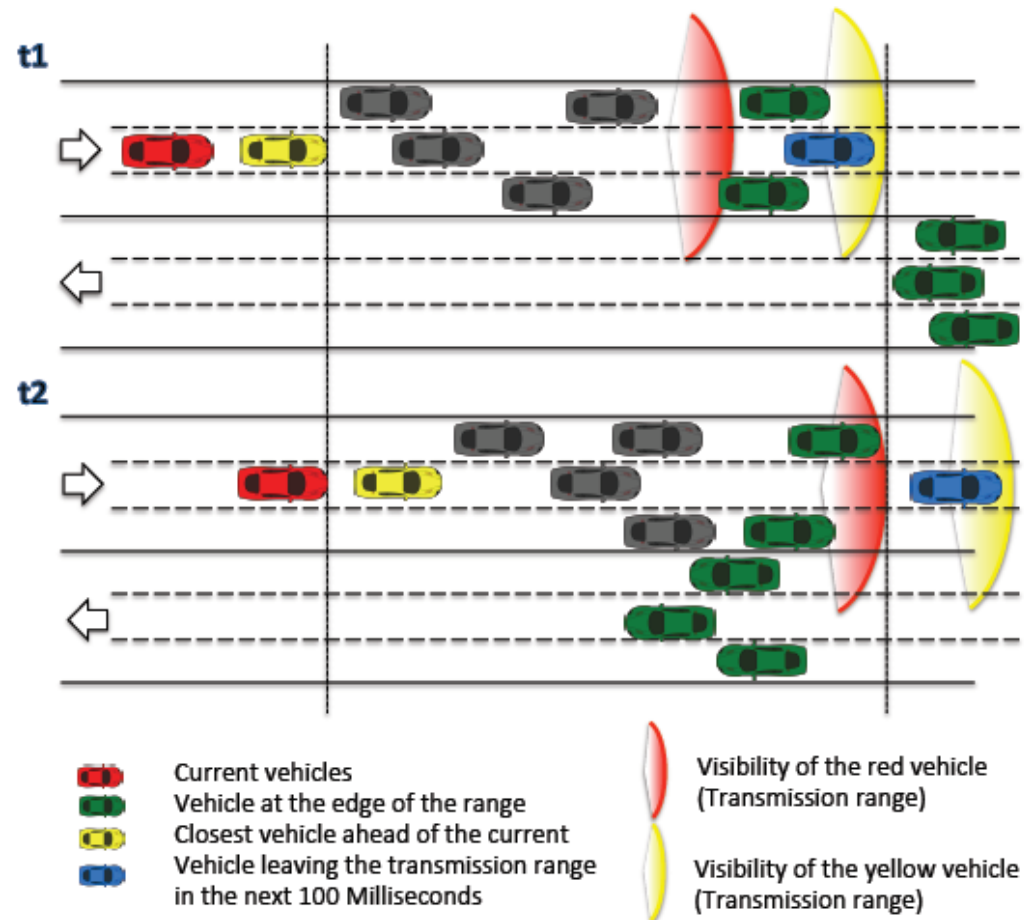 t1
t2
Current vehicles
Vehicle at the edge of the range
Closest vehicle ahead of the current
Vehicle leaving the transmission range
in the next 100 Milliseconds
Visibility of the red vehicle
(Transmission range)
Visibility of the yellow vehicle
(Transmission range)